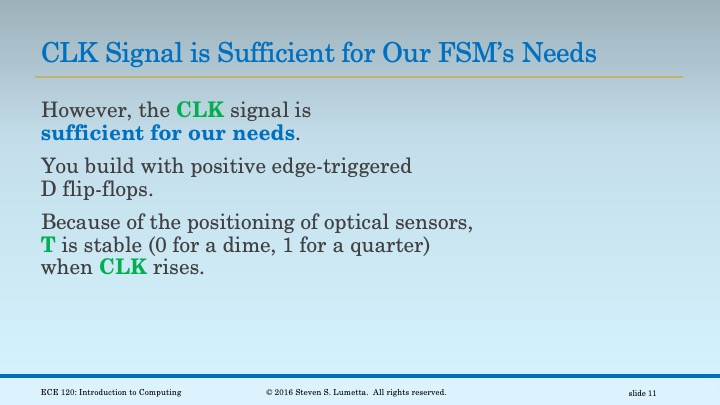 CLK Signal is Sufficient for Our FSM’s Needs
However, the CLK signal is
sufficient for our needs.
You build with positive edge-triggered
D flip-flops.
Because of the positioning of optical sensors,
T is stable (0 for a dime, 1 for a quarter)
when CLK rises.
ECE 120: Introduction to Computing
© 2016 Steven S. Lumetta. All rights reserved.
slide 11